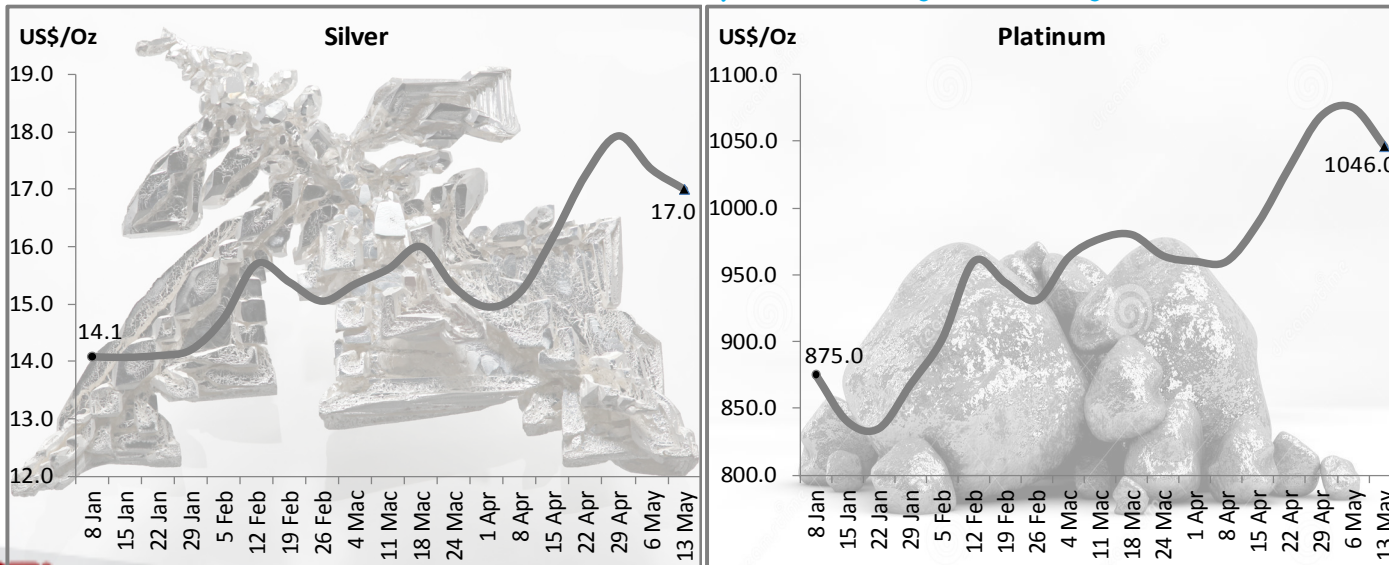 US$/Oz
Silver
19.0
18.0
17.0
16.0
15.0
14.0
13.0
12.0
14.1
17.0
8 Jan
15 Jan
22 Jan
29 Jan
5 Feb
12 Feb
19 Feb
26 Feb
4 Mac
11 Mac
18 Mac
24 Mac
1 Apr
8 Apr
15 Apr
22 Apr
29 Apr
6 May
13 May
US$/Oz
Platinum
1100.0
1050.0
1000.0
950.0
900.0
850.0
800.0
875.0
1046.0
8 Jan
15 Jan
22 Jan
29 Jan
5 Feb
12 Feb
19 Feb
26 Feb
4 Mac
11 Mac
18 Mac
24 Mac
1 Apr
8 Apr
15 Apr
22 Apr
29 Apr
6 May
13 May